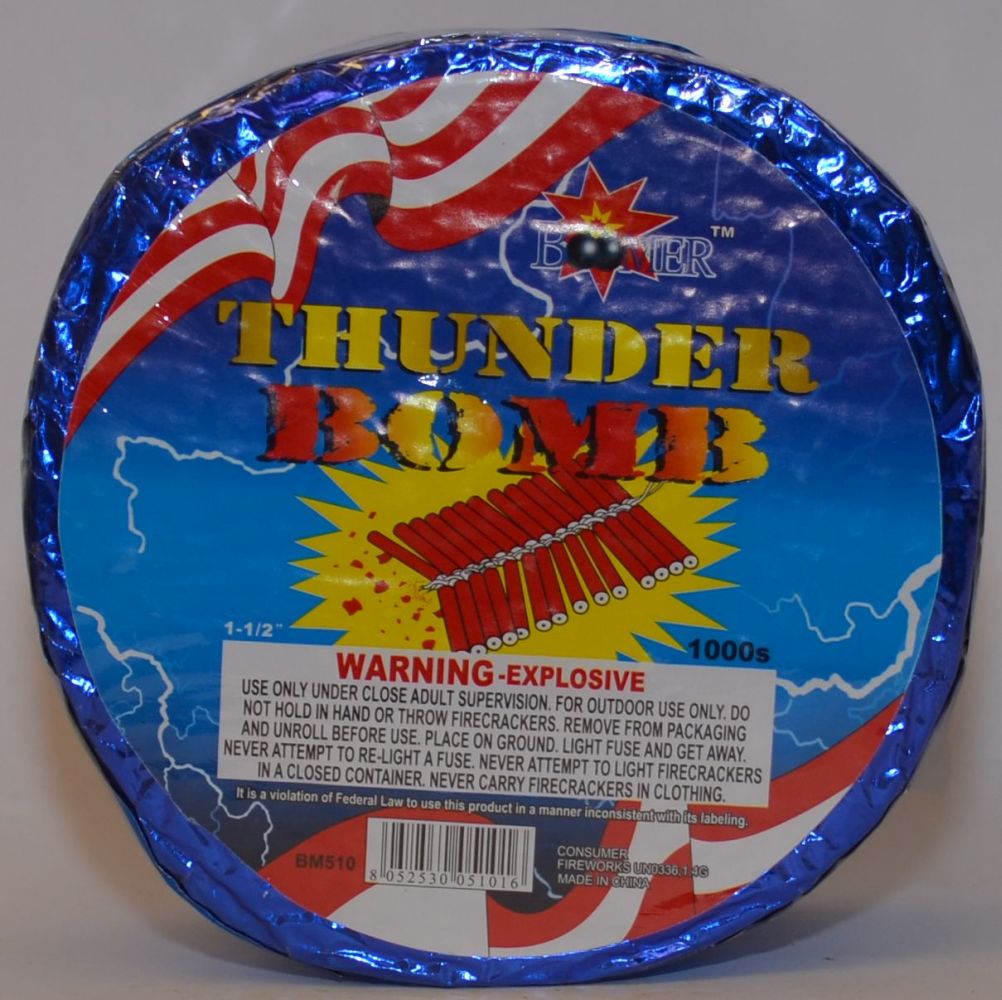 BOOMER™
THUNDER
BOMB
1-1/2"
1000s
WARNING-EXPLOSIVE
USE ONLY UNDER CLOSE ADULT SUPERVISION. FOR OUTDOOR USE ONLY. DO
NOT HOLD IN HAND OR THROW FIRECRACKERS. REMOVE FROM PACKAGING
AND UNROLL BEFORE USE. PLACE ON GROUND. LIGHT FUSE AND GET AWAY.
NEVER ATTEMPT TO RE-LIGHT A FUSE. NEVER ATTEMPT TO LIGHT FIRECRACKERS
IN A CLOSED CONTAINER. NEVER CARRY FIRECRACKERS IN CLOTHING.
It is a violation of Federal Law to use this product in a manner inconsistent with its labeling.
BM510
8 052530 051016
CONSUMER
FIREWORKS UN0336,1.4G
MADE IN CHINA